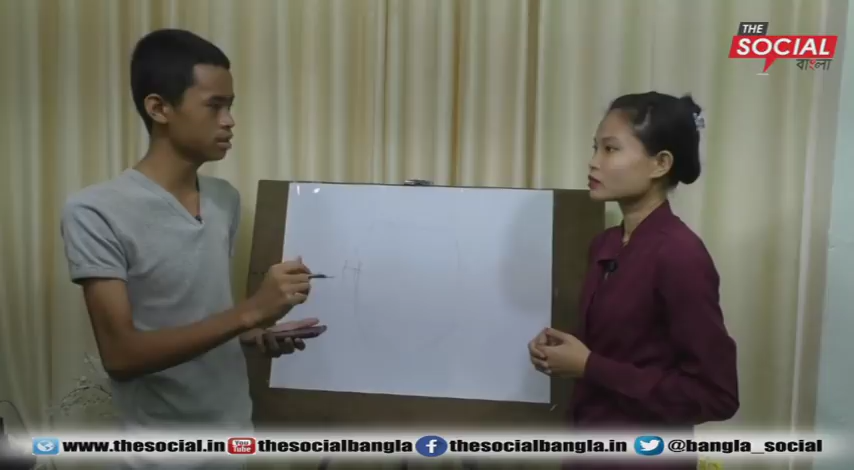 THE
SOCIAL
বাংলা
www.thesocial.in You Tube thesocialbangla f thesocialbangla.in @bangla_social